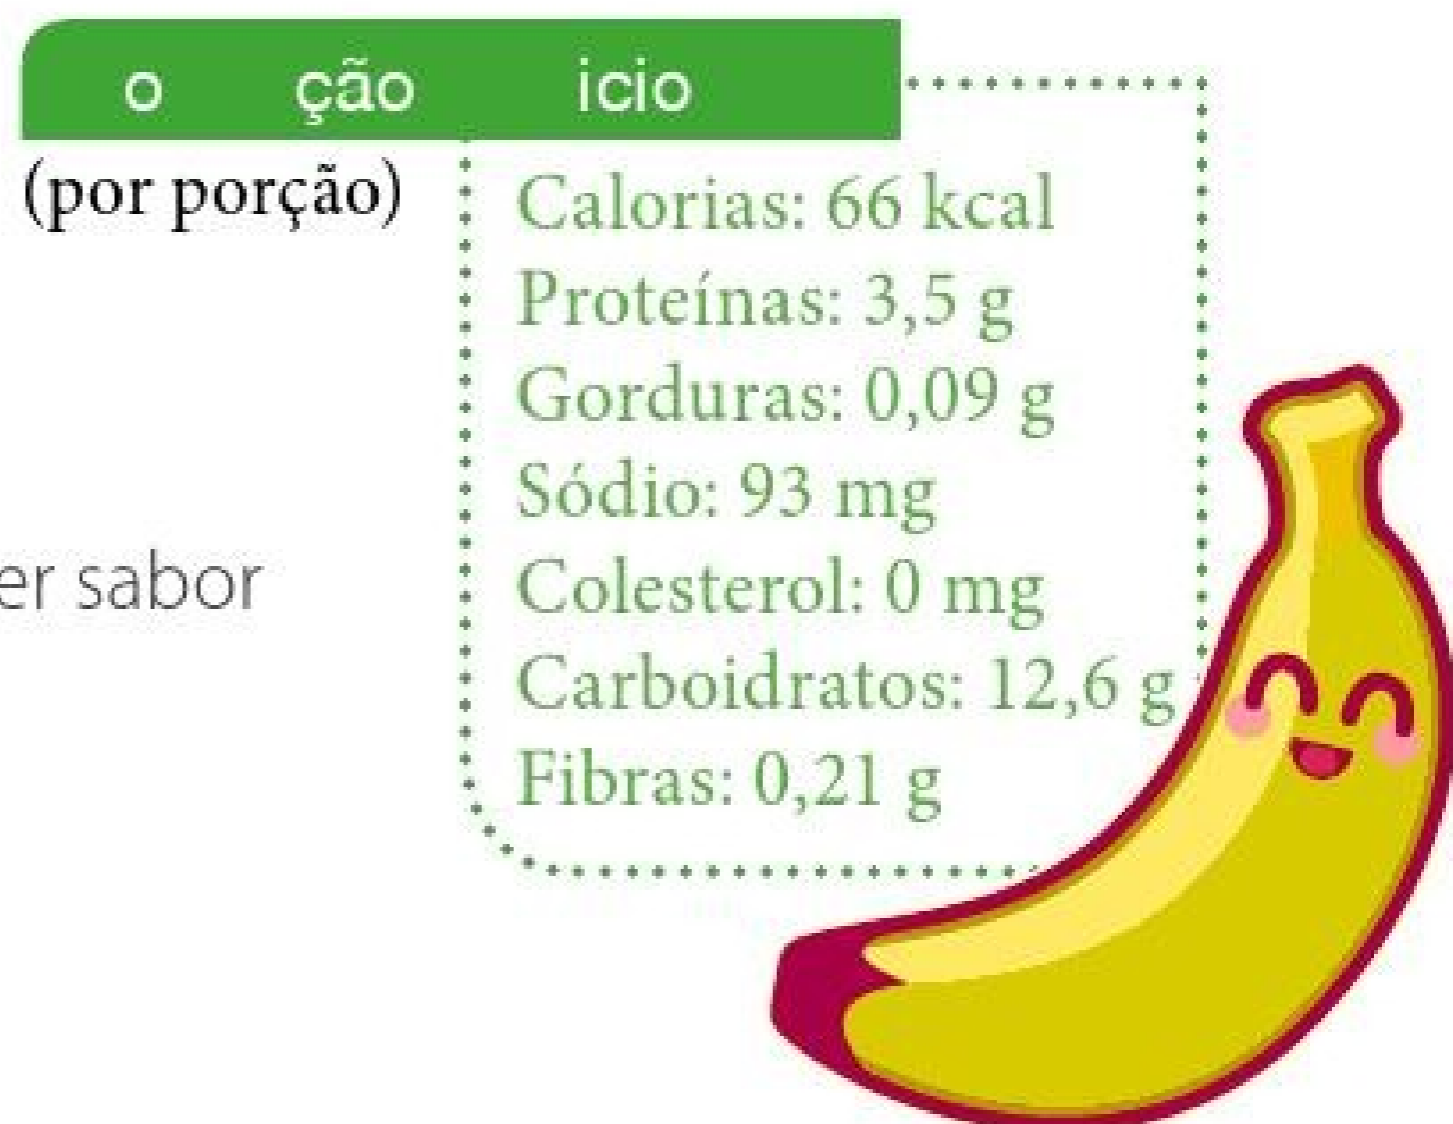 o ção icio
(por porção)
Calorias: 66 kcal
Proteínas: 3,5 g
Gorduras: 0,09 g
Sódio: 93 mg
Colesterol: 0 mg
er sabor
Carboidratos: 12,6 g
Fibras: 0,21 g